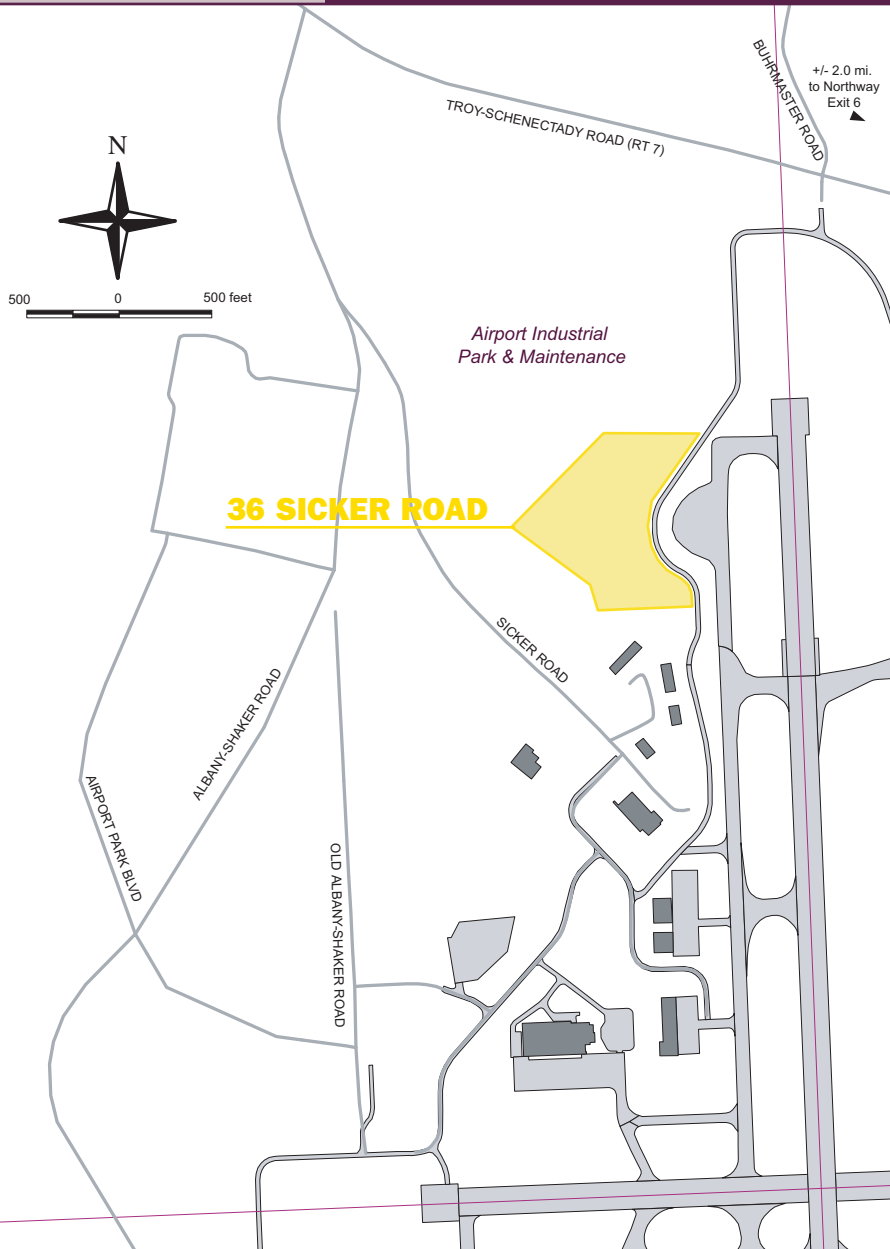 BUHRMASTER ROAD
+/- 2.0 mi.
to Northway
Exit 6
TROY-SCHENECTADY ROAD (RT 7)
N
500 0 500 feet
Airport Industrial
Park & Maintenance
36 SICKER ROAD
SICKER ROAD
ALBANY-SHAKER ROAD
AIRPORT PARK BLVD
OLD ALBANY-SHAKER ROAD